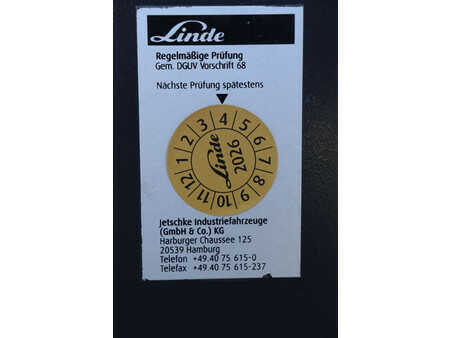 Linde
Regelmäßige Prüfung
Gem. DGUV Vorschrift 68
Nächste Prüfung spätestens
1 2 3 4 5 6 7 8 9 10 11 12
Linde
2026
Jetschke Industriefahrzeuge
(GmbH & Co.) KG
Harburger Chaussee 125
20539 Hamburg
Telefon +49.40 75 615-0
Telefax +49.40 75 615-237